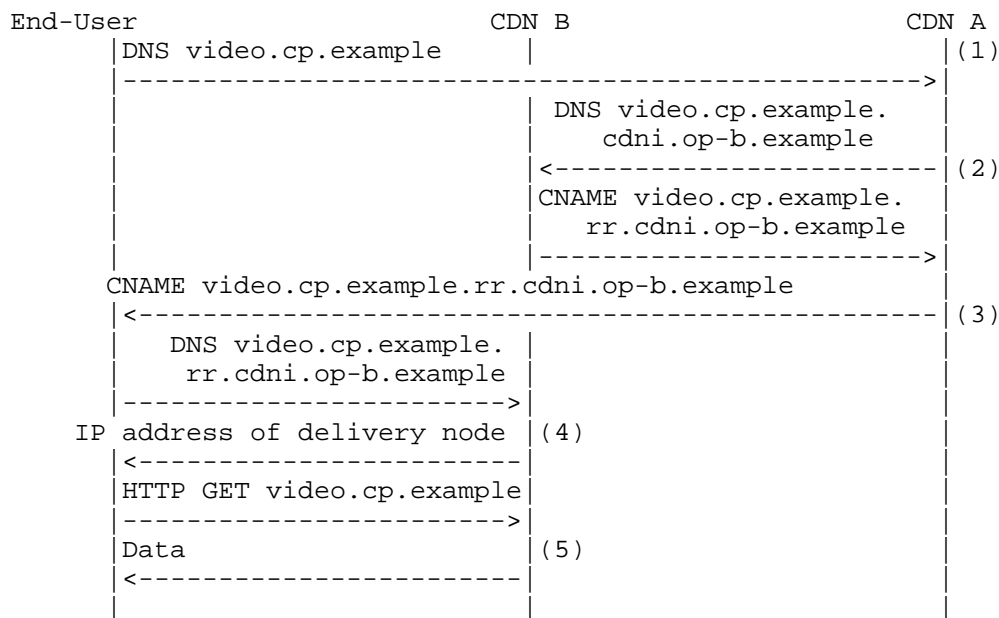 End-User CDN B CDN A
DNS video.cp.example (1)
DNS video.cp.example.
cdni.op-b.example
(2)
CNAME video.cp.example.
rr.cdni.op-b.example
CNAME video.cp.example.rr.cdni.op-b.example
(3)
DNS video.cp.example.
rr.cdni.op-b.example
IP address of delivery node (4)
HTTP GET video.cp.example
Data (5)